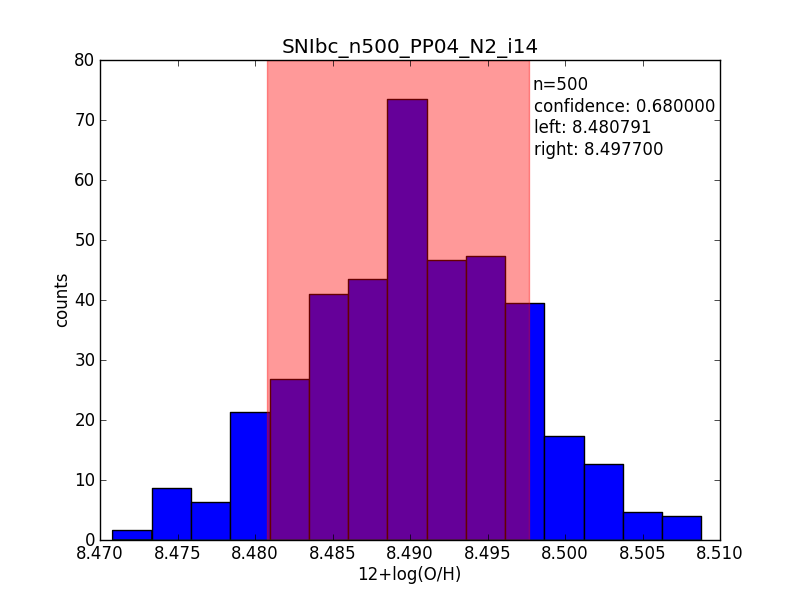 SNIbc_n500_PP04_N2_i14
n=500
confidence: 0.680000
left: 8.480791
right: 8.497700
counts
80
70
60
50
40
30
20
10
0
8.470 8.475 8.480 8.485 8.490 8.495 8.500 8.505 8.510
12+log(O/H)